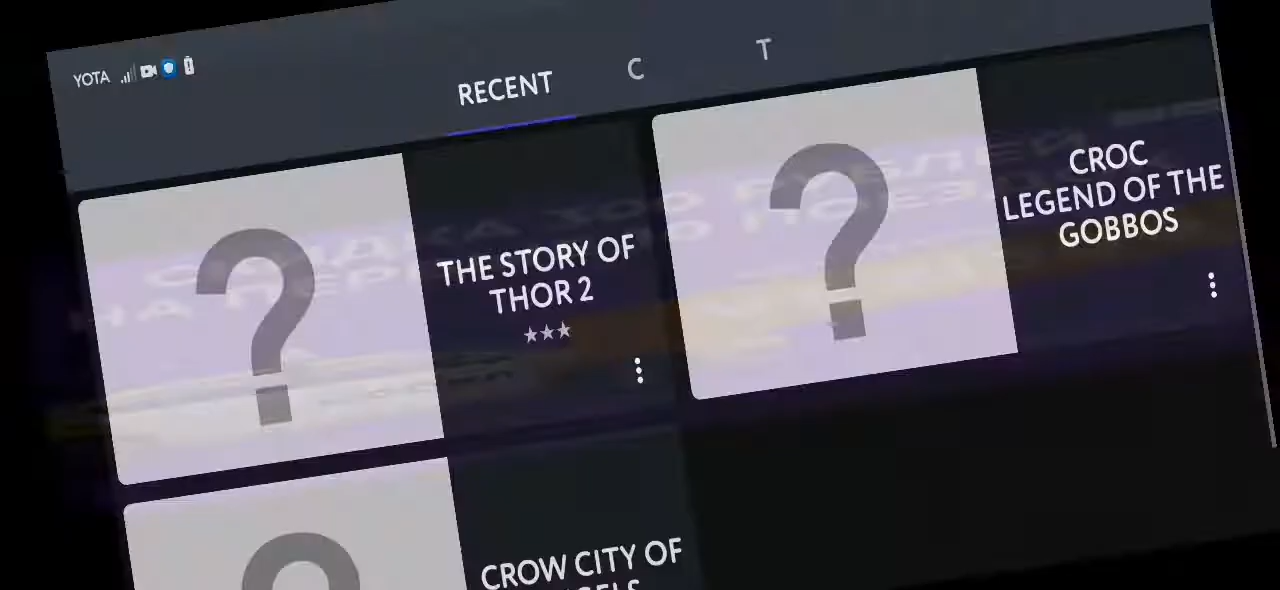 YOTA
RECENT
C
T
?
THE STORY OF
THOR 2
★★★
?
CROC
LEGEND OF THE
GOBBOS
?
CROW CITY OF